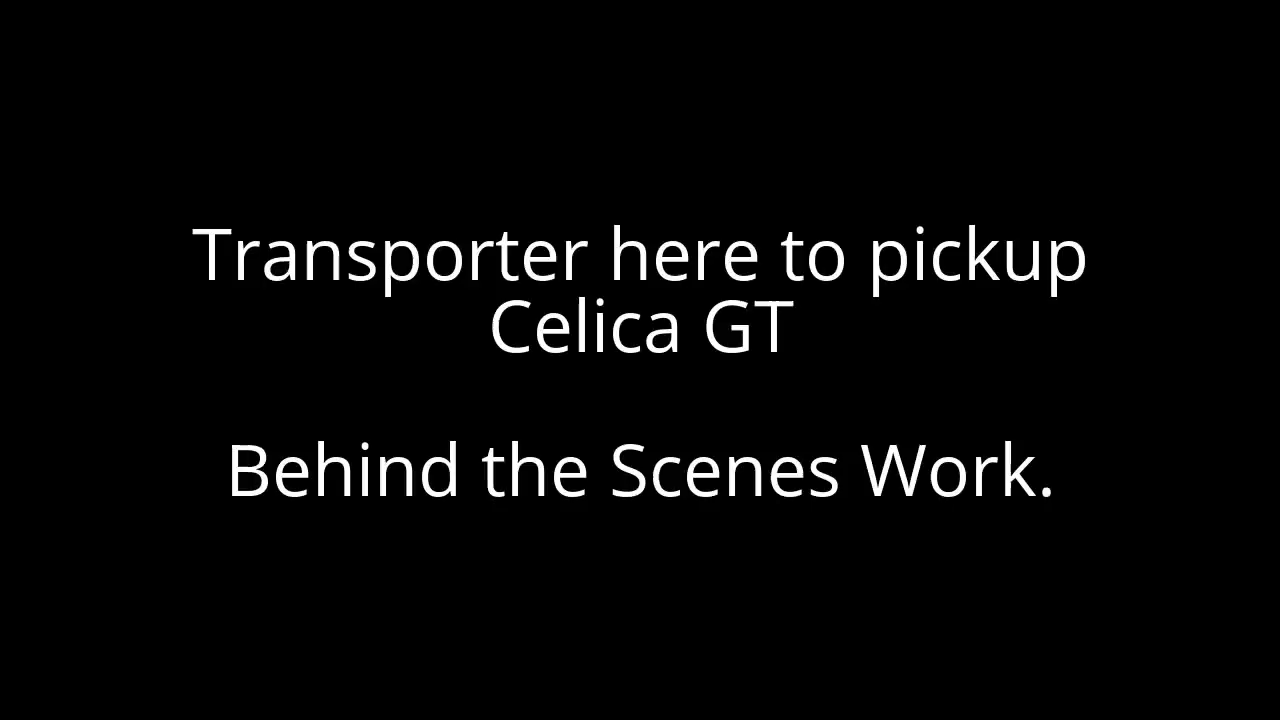 Transporter here to pickup
Celica GT
Behind the Scenes Work.